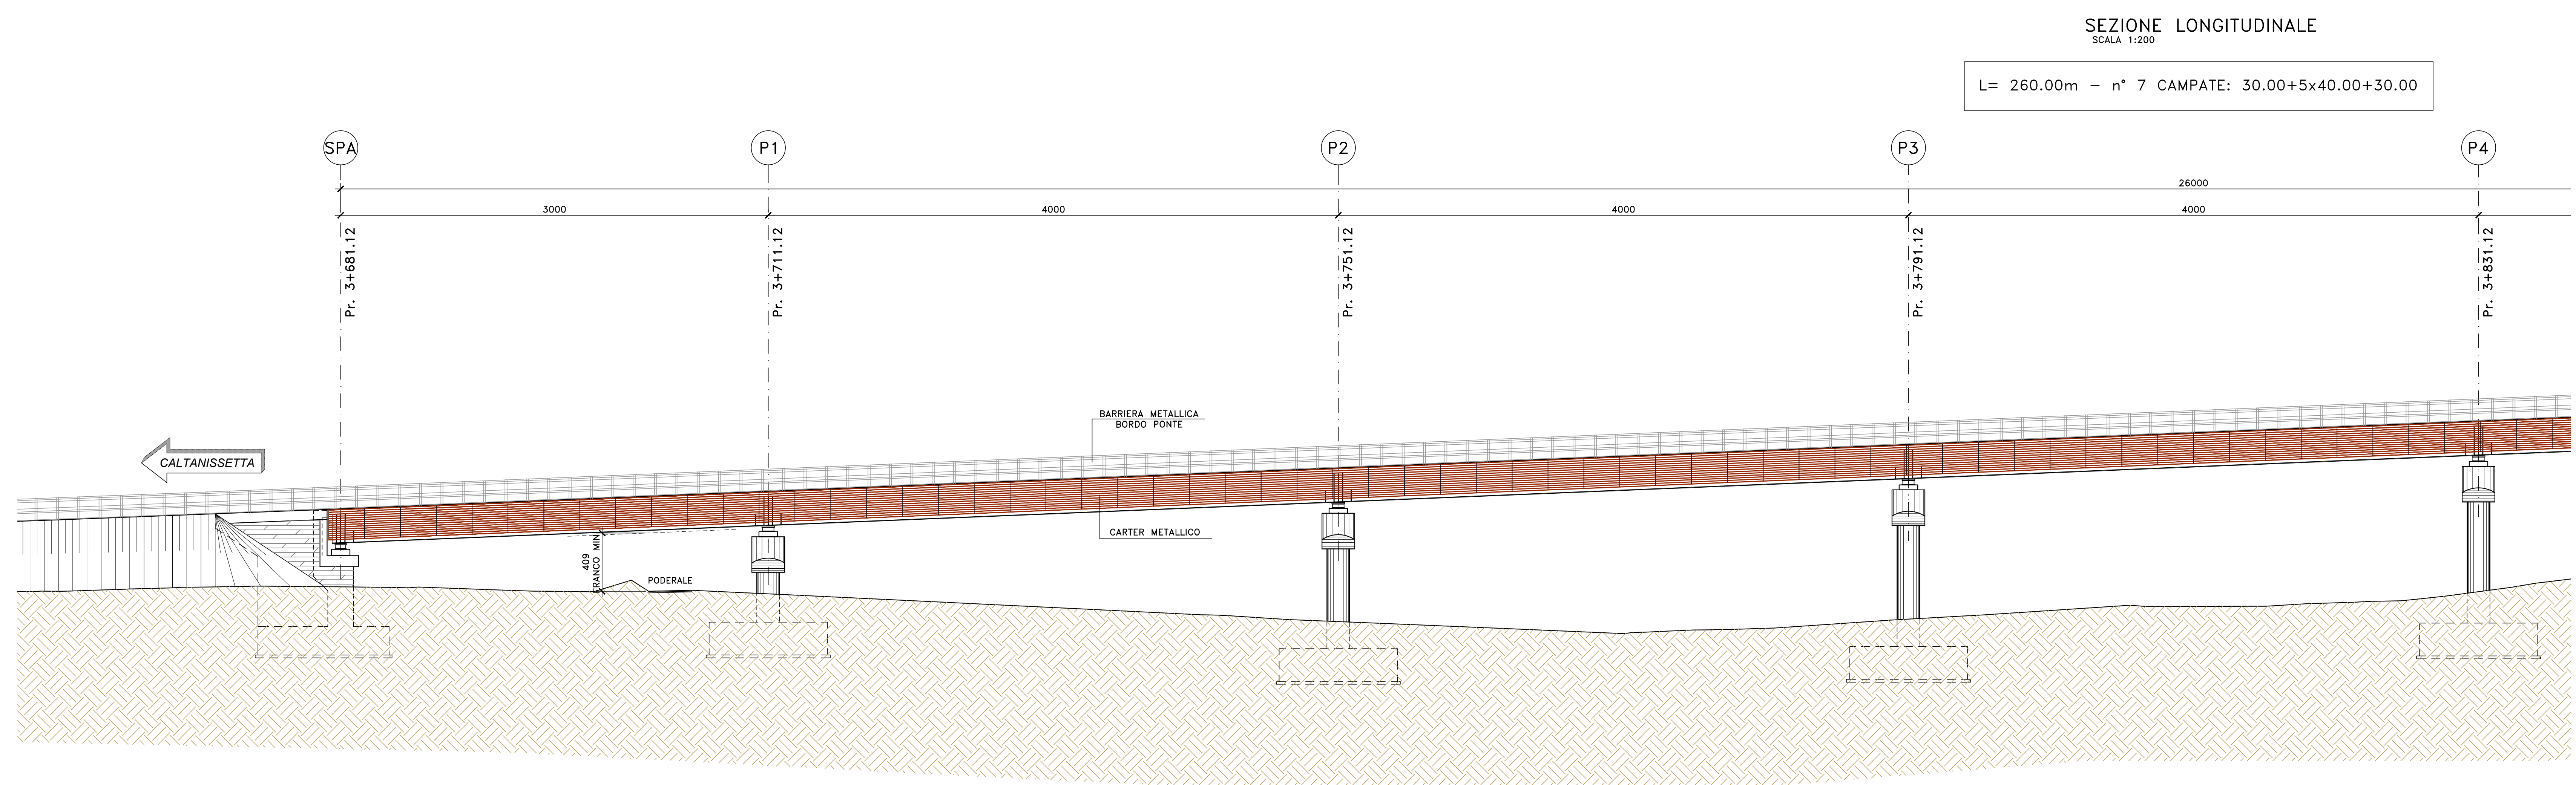 SEZIONE LONGITUDINALE
SCALA 1:200
L= 260.00m – n° 7 CAMPATE: 30.00+5x40.00+30.00
SPA
P1
P2
P3
P4
26000
3000
4000
4000
4000
Pr. 3+681.12
Pr. 3+711.12
Pr. 3+751.12
Pr. 3+791.12
Pr. 3+831.12
BARRIERA METALLICA
BORDO PONTE
CALTANISSETTA
CARTER METALLICO
409
FRANCO MIN
PODERALE